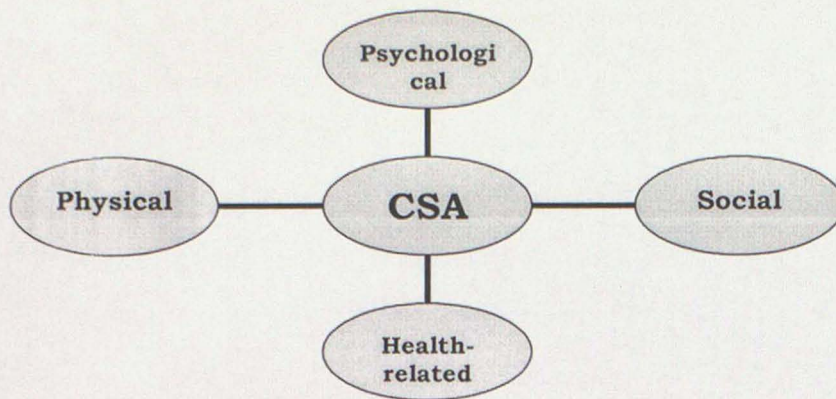 Psychologi
cal
Physical
CSA
Social
Health-
related